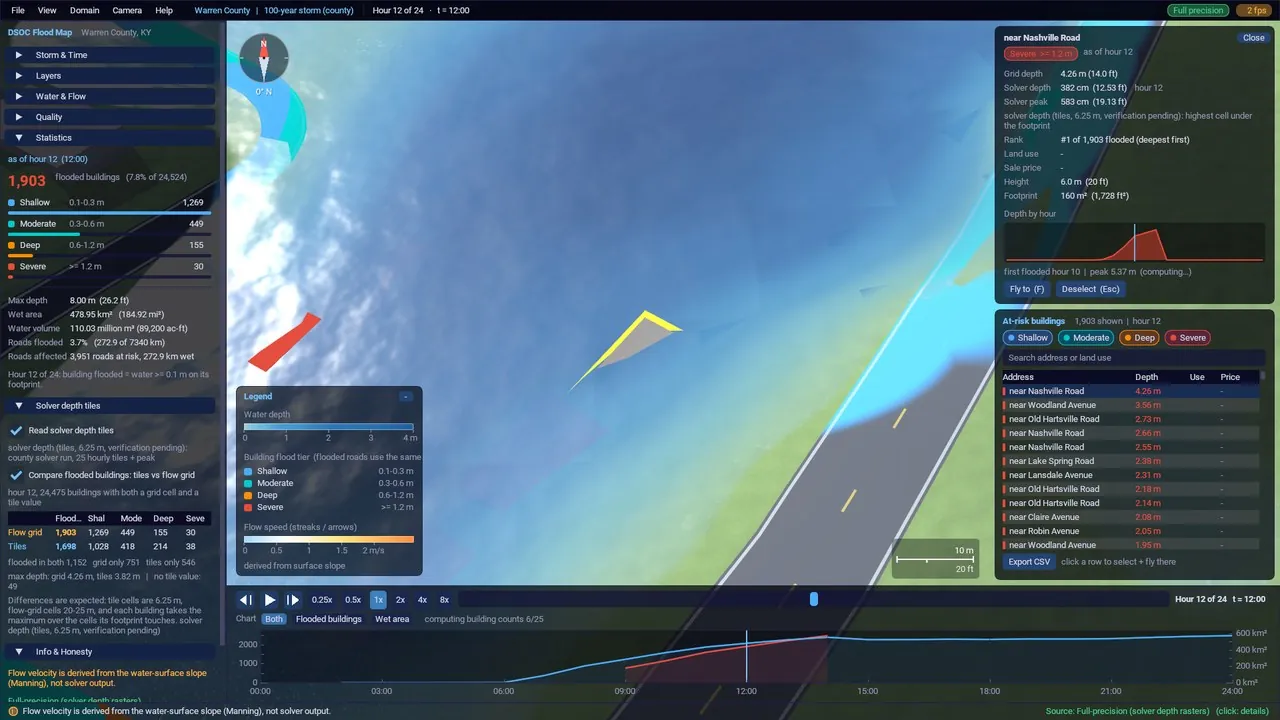 File View Domain Camera Help Warren County | 100-year storm (county) Hour 12 of 24 · t = 12:00 Full precision 2 fps
DSOC Flood Map Warren County, KY
Storm & Time
Layers
Water & Flow
Quality
Statistics
as of hour 12 (12:00)
1,903 flooded buildings (7.8% of 24,524)
Shallow 0.1-0.3 m 1,269
Moderate 0.3-0.6 m 449
Deep 0.6-1.2 m 155
Severe >= 1.2 m 30
Max depth 8.00 m (26.2 ft)
Wet area 478.95 km² (184.92 mi²)
Water volume 110.03 million m³ (89,200 ac-ft)
Roads flooded 3.7% (272.9 of 7340 km)
Roads affected 3,951 roads at risk, 272.9 km wet
Hour 12 of 24: building flooded = water >= 0.1 m on its
footprint.
Solver depth tiles
Read solver depth tiles
solver depth (tiles, 6.25 m, verification pending):
county solver run, 25 hourly tiles + peak
Compare flooded buildings: tiles vs flow grid
hour 12, 24,475 buildings with both a grid cell and a
tile value
Flood... Shal Mode Deep Seve
Flow grid 1,903 1,269 449 155 30
Tiles 1,698 1,028 418 214 38
flooded in both 1,152 grid only 751 tiles only 546
max depth: grid 4.26 m, tiles 3.82 m | no tile value:
49
Differences are expected: tile cells are 6.25 m,
flow-grid cells 20-25 m, and each building takes the
maximum over the cells its footprint touches. solver
depth (tiles, 6.25 m, verification pending)
Info & Honesty
Flow velocity is derived from the water-surface slope
(Manning), not solver output.
Full-precision (solver depth rasters)
Flow velocity is derived from the water-surface slope (Manning), not solver output.
N
0° N
Legend -
Water depth
0 1 2 3 4 m
Building flood tier (flooded roads use the same
Shallow 0.1-0.3 m
Moderate 0.3-0.6 m
Deep 0.6-1.2 m
Severe >= 1.2 m
Flow speed (streaks / arrows)
0 0.5 1 1.5 2 m/s
derived from surface slope
10 m
20 ft
near Nashville Road Close
Severe >= 1.2 m as of hour 12
Grid depth 4.26 m (14.0 ft)
Solver depth 382 cm (12.53 ft) hour 12
Solver peak 583 cm (19.13 ft)
solver depth (tiles, 6.25 m, verification pending): highest cell under
the footprint
Rank #1 of 1,903 flooded (deepest first)
Land use -
Sale price -
Height 6.0 m (20 ft)
Footprint 160 m² (1,728 ft²)
Depth by hour
first flooded hour 10 | peak 5.37 m (computing...)
Fly to (F) Deselect (Esc)
At-risk buildings 1,903 shown | hour 12
Shallow Moderate Deep Severe
Search address or land use
Address Depth Use Price
near Nashville Road 4.26 m -
near Woodland Avenue 3.56 m -
near Old Hartsville Road 2.73 m -
near Nashville Road 2.66 m -
near Nashville Road 2.55 m -
near Lake Spring Road 2.38 m -
near Lansdale Avenue 2.31 m -
near Old Hartsville Road 2.18 m -
near Old Hartsville Road 2.14 m -
near Claire Avenue 2.08 m -
near Robin Avenue 2.05 m -
near Woodland Avenue 1.95 m -
Export CSV click a row to select + fly there
0.25x 0.5x 1x 2x 4x 8x Hour 12 of 24 t = 12:00
Chart Both Flooded buildings Wet area computing building counts 6/25
2000
1000
0
600 km²
400 km²
200 km²
0 km²
00:00 03:00 06:00 09:00 12:00 15:00 18:00 21:00 24:00
Source: Full-precision (solver depth rasters) (click: details)